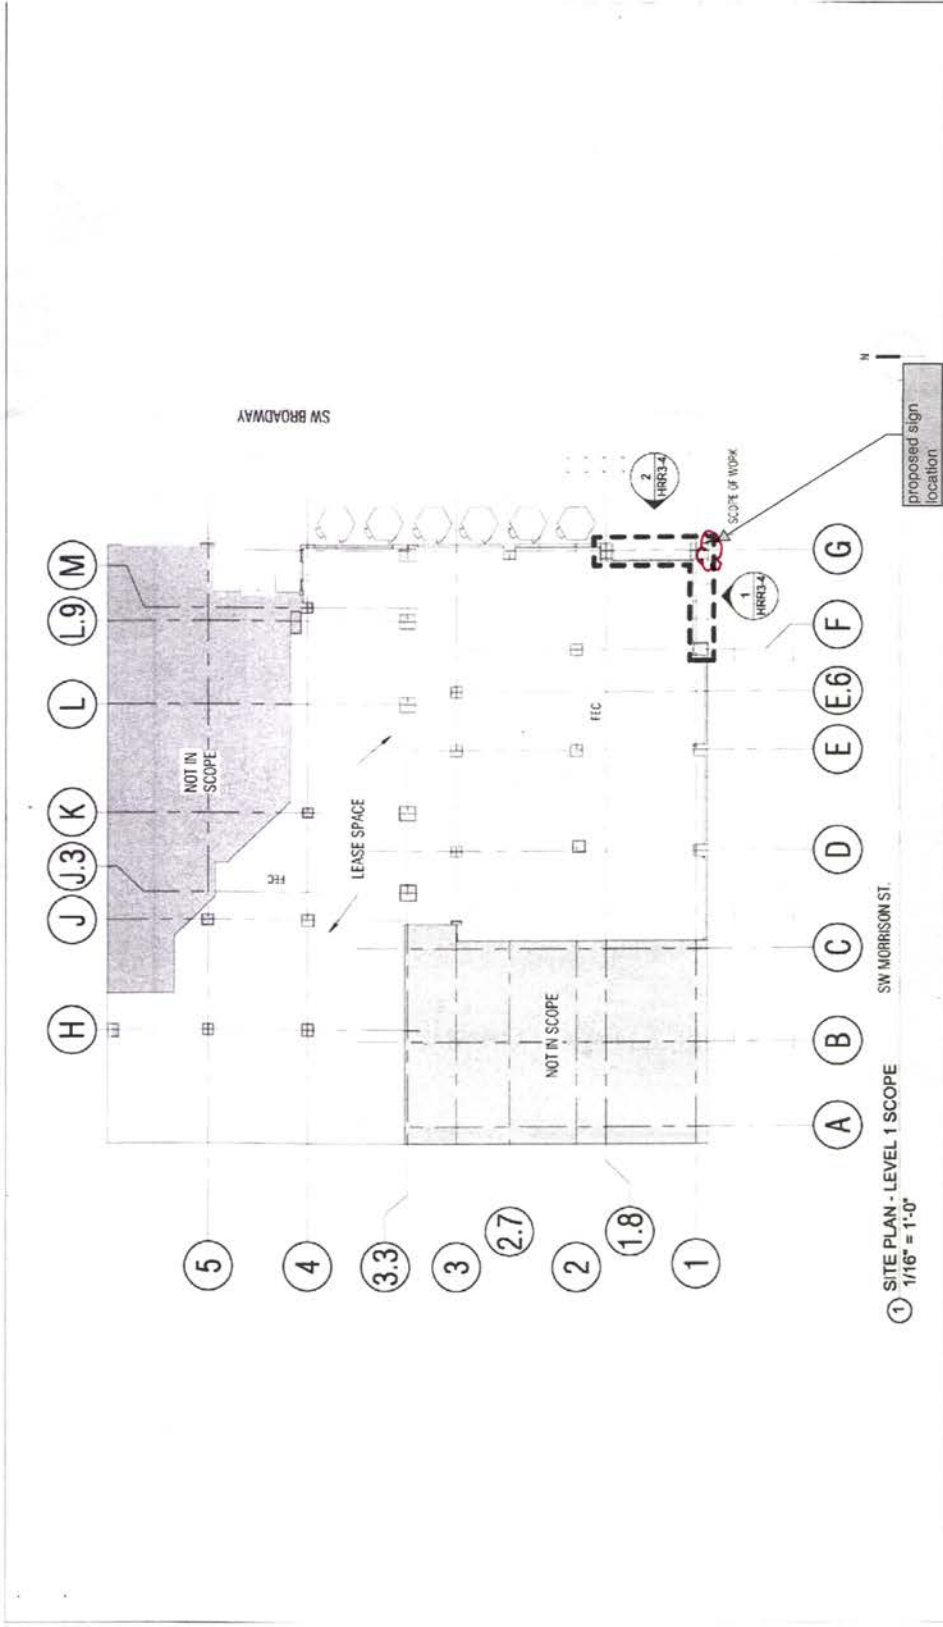 H
J
J.3
K
L
L.9
M
5
4
3.3
3
2.7
2
1.8
1
NOT IN
SCOPE
FEC
LEASE SPACE
SW BROADWAY
NOT IN SCOPE
FEC
2
HRR3-4
1
HRR3-4
SCOPE OF WORK
A
B
C
D
E
E.6
F
G
SW MORRISON ST.
N
proposed sign
location
1
SITE PLAN - LEVEL 1 SCOPE
1/16" = 1'-0"